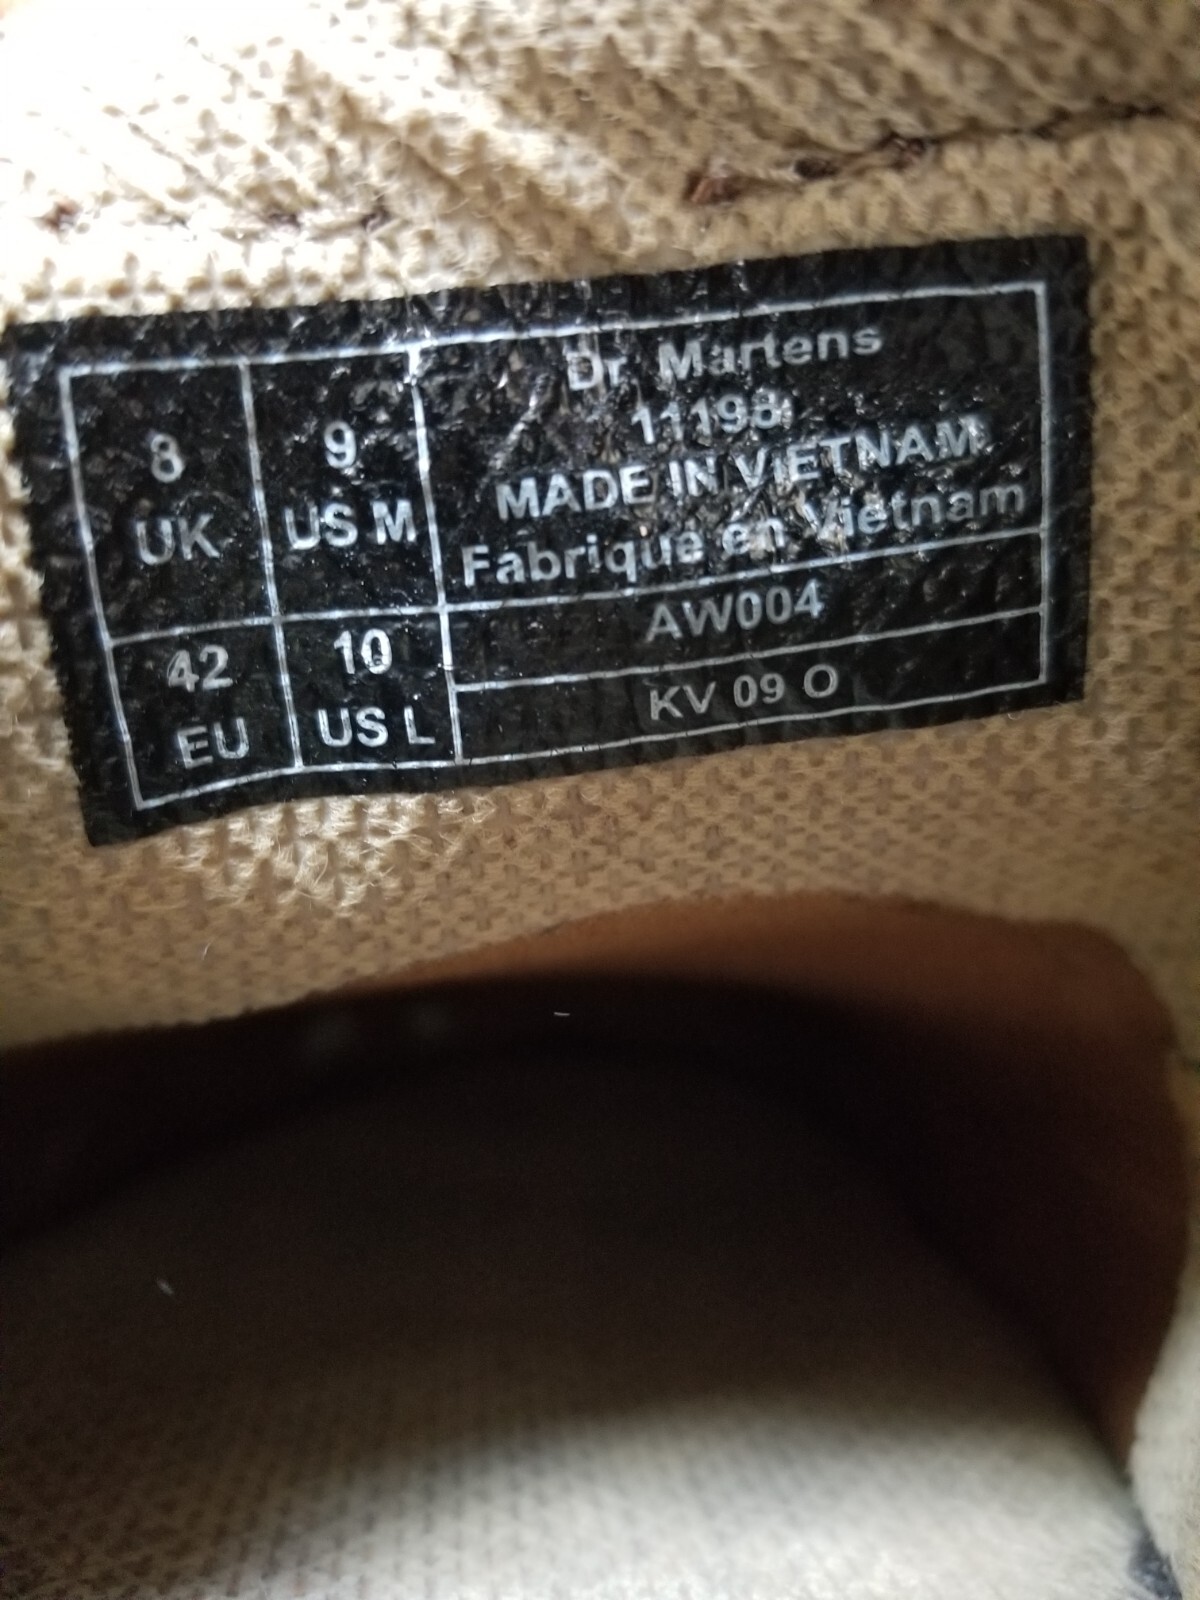 8
UK
9
US M
42
EU
10
US L
Dr. Martens
MADE IN VIETNAM
Fabrique en Vietnam
AW004
KV 09 O